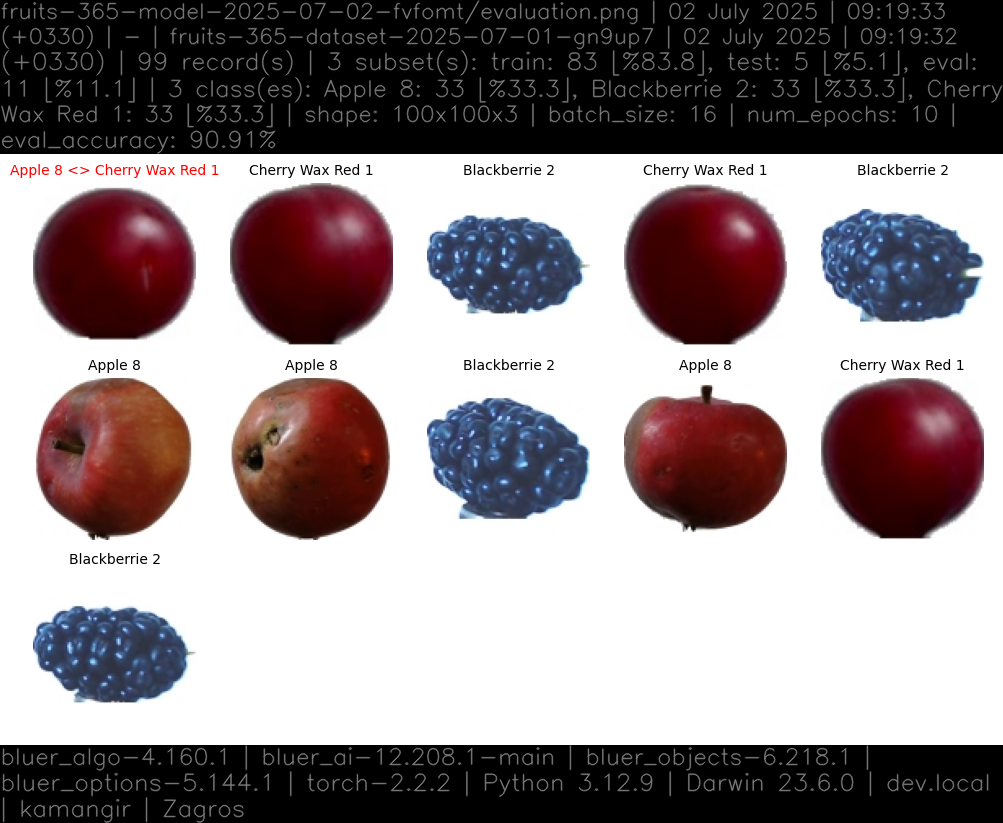 fruits-365-model-2025-07-02-fvfomt/evaluation.png | 02 July 2025 | 09:19:33
(+0330) | - | fruits-365-dataset-2025-07-01-gn9up7 | 02 July 2025 | 09:19:32
(+0330) | 99 record(s) | 3 subset(s): train: 83 [%83.8], test: 5 [%5.1], eval:
11 [%11.1] | 3 class(es): Apple 8: 33 [%33.3], Blackberrie 2: 33 [%33.3], Cherry
Wax Red 1: 33 [%33.3] | shape: 100x100x3 | batch_size: 16 | num_epochs: 10 |
eval_accuracy: 90.91%
Apple 8 <> Cherry Wax Red 1 Cherry Wax Red 1 Blackberrie 2 Cherry Wax Red 1 Blackberrie 2
Apple 8 Apple 8 Blackberrie 2 Apple 8 Cherry Wax Red 1
Blackberrie 2
bluer_algo-4.160.1 | bluer_ai-12.208.1-main | bluer_objects-6.218.1 |
bluer_options-5.144.1 | torch-2.2.2 | Python 3.12.9 | Darwin 23.6.0 | dev.local
| kamangir | Zagros